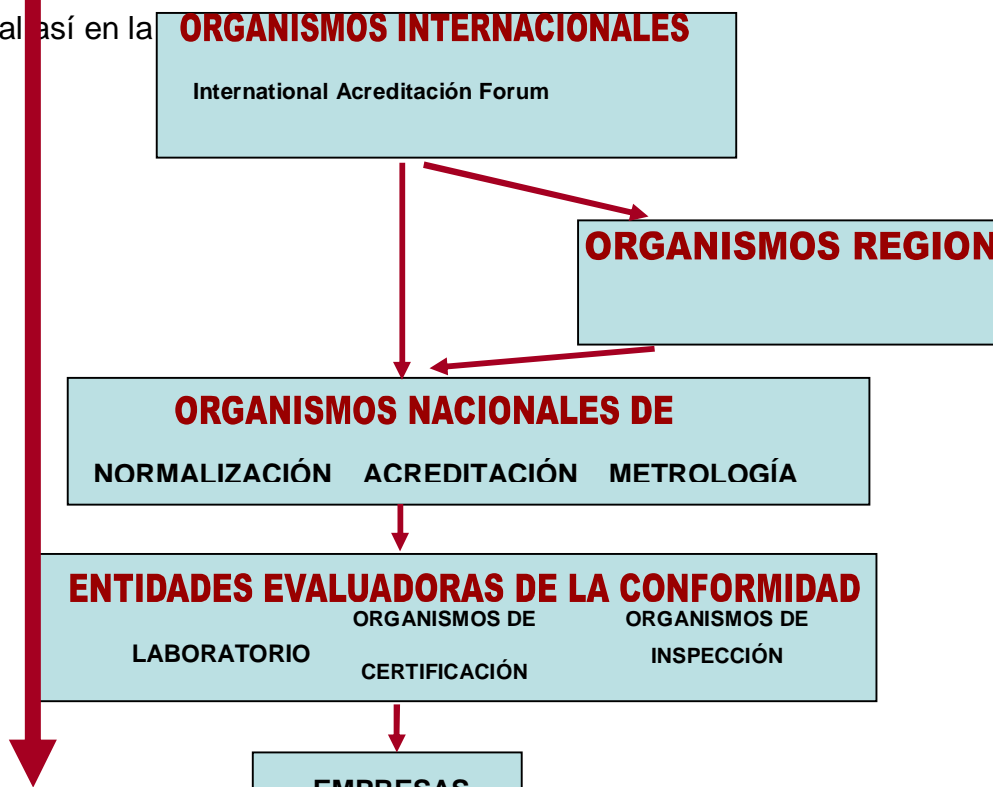 al así en la
ORGANISMOS INTERNACIONALES
International Acreditación Forum
ORGANISMOS REGION
ORGANISMOS NACIONALES DE
NORMALIZACIÓN ACREDITACIÓN METROLOGÍA
ENTIDADES EVALUADORAS DE LA CONFORMIDAD
LABORATORIO
ORGANISMOS DE
CERTIFICACIÓN
ORGANISMOS DE
INSPECCIÓN
EMPRESAS